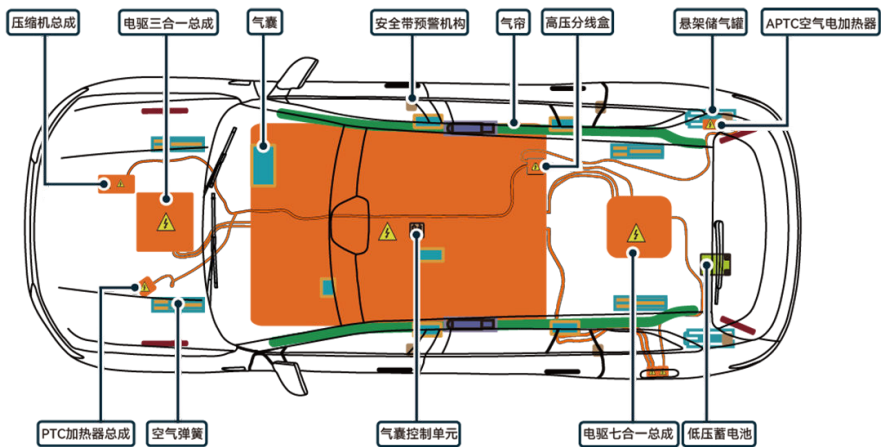 压缩机总成
电驱三合一总成
气囊
安全带预警机构
气帘
高压分线盒
悬架储气罐
APTC空气电加热器
PTC加热器总成
空气弹簧
气囊控制单元
电驱七合一总成
低压蓄电池